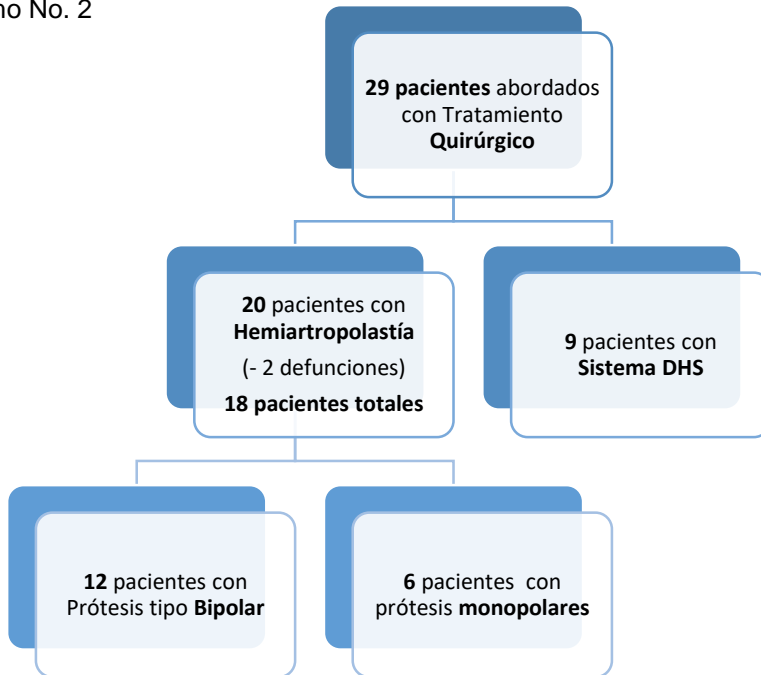 no No. 2
29 pacientes abordados
con Tratamiento
Quirúrgico
20 pacientes con
Hemiartropolastía
(- 2 defunciones)
18 pacientes totales
9 pacientes con
Sistema DHS
12 pacientes con
Prótesis tipo Bipolar
6 pacientes con
prótesis monopolares